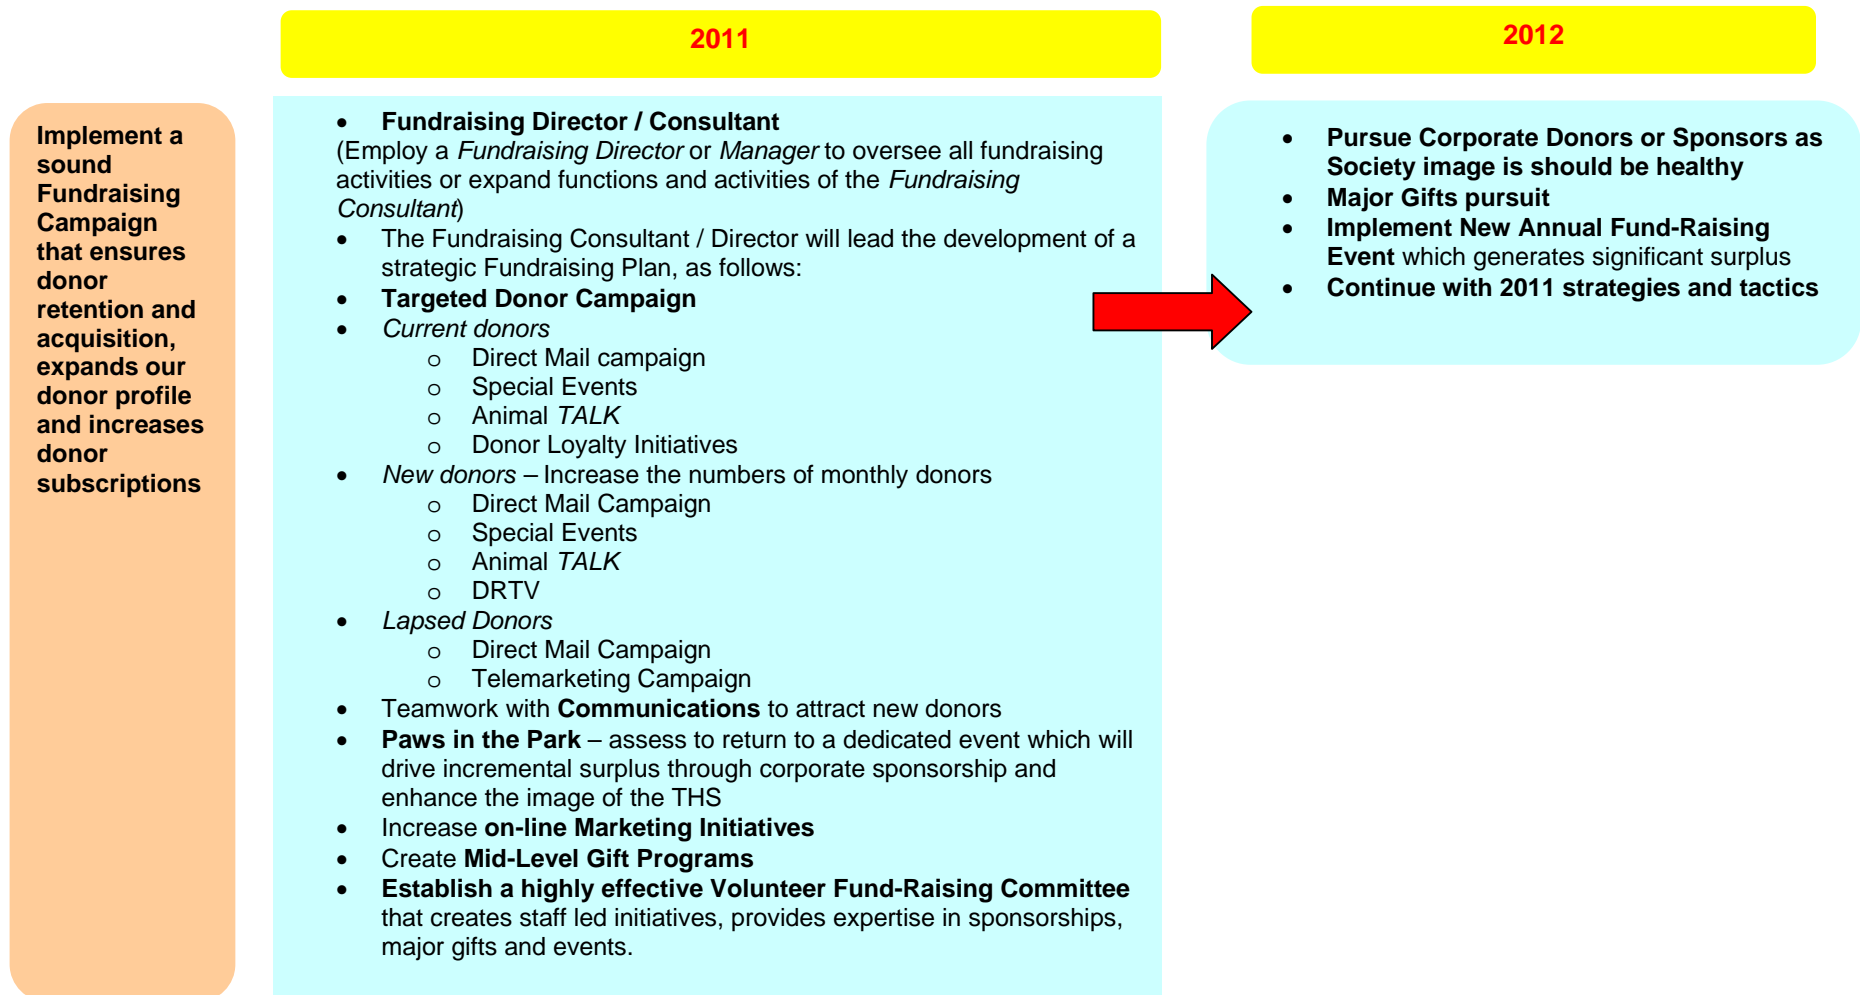 2011
2012
Implement a
sound
Fundraising
Campaign
that ensures
donor
retention and
acquisition,
expands our
donor profile
and increases
donor
subscriptions
• Fundraising Director / Consultant
(Employ a Fundraising Director or Manager to oversee all fundraising
activities or expand functions and activities of the Fundraising
Consultant)
• The Fundraising Consultant / Director will lead the development of a
strategic Fundraising Plan, as follows:
• Targeted Donor Campaign
• Current donors
o Direct Mail campaign
o Special Events
o Animal TALK
o Donor Loyalty Initiatives
• New donors – Increase the numbers of monthly donors
o Direct Mail Campaign
o Special Events
o Animal TALK
o DRTV
• Lapsed Donors
o Direct Mail Campaign
o Telemarketing Campaign
• Teamwork with Communications to attract new donors
• Paws in the Park – assess to return to a dedicated event which will
drive incremental surplus through corporate sponsorship and
enhance the image of the THS
• Increase on-line Marketing Initiatives
• Create Mid-Level Gift Programs
• Establish a highly effective Volunteer Fund-Raising Committee
that creates staff led initiatives, provides expertise in sponsorships,
major gifts and events.
• Pursue Corporate Donors or Sponsors as
Society image is should be healthy
• Major Gifts pursuit
• Implement New Annual Fund-Raising
Event which generates significant surplus
• Continue with 2011 strategies and tactics